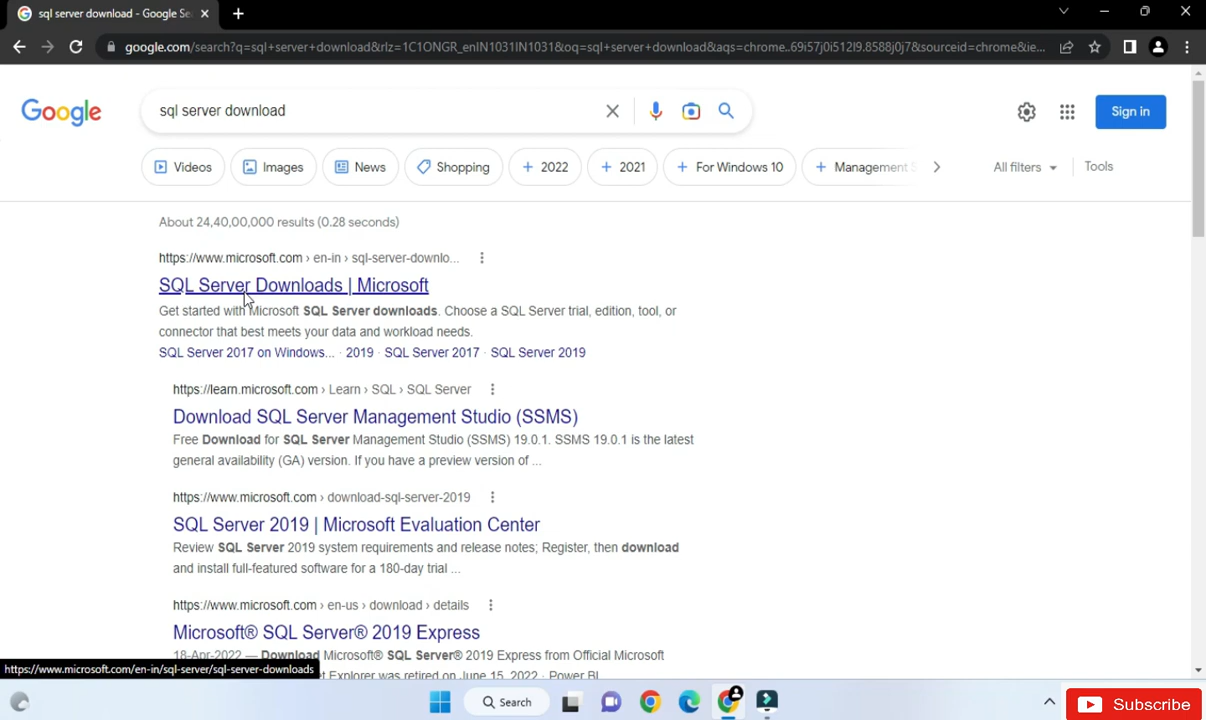 sql server download - Google Se
google.com/search?q=sql+server+download&rlz=1C1ONGR_enIN1031IN1031&oq=sql+server+download&aqs=chrome..69i57j0i512l9.8588j0j7&sourceid=chrome&ie...
Google
sql server download
Sign in
Videos
Images
News
Shopping
+ 2022
+ 2021
+ For Windows 10
+ Management S
All filters
Tools
About 24,40,00,000 results (0.28 seconds)
https://www.microsoft.com › en-in › sql-server-downlo...
SQL Server Downloads | Microsoft
Get started with Microsoft SQL Server downloads. Choose a SQL Server trial, edition, tool, or
connector that best meets your data and workload needs.
SQL Server 2017 on Windows... · 2019 · SQL Server 2017 · SQL Server 2019
https://learn.microsoft.com › Learn › SQL › SQL Server
Download SQL Server Management Studio (SSMS)
Free Download for SQL Server Management Studio (SSMS) 19.0.1. SSMS 19.0.1 is the latest
general availability (GA) version. If you have a preview version of ...
https://www.microsoft.com › download-sql-server-2019
SQL Server 2019 | Microsoft Evaluation Center
Review SQL Server 2019 system requirements and release notes; Register, then download
and install full-featured software for a 180-day trial ...
https://www.microsoft.com › en-us › download › details
Microsoft® SQL Server® 2019 Express
18-Apr-2022 — Download Microsoft® SQL Server® 2019 Express from Official Microsoft
Explorer was retired on June 15, 2022 · Power BI
https://www.microsoft.com/en-in/sql-server/sql-server-downloads
Search
Subscribe